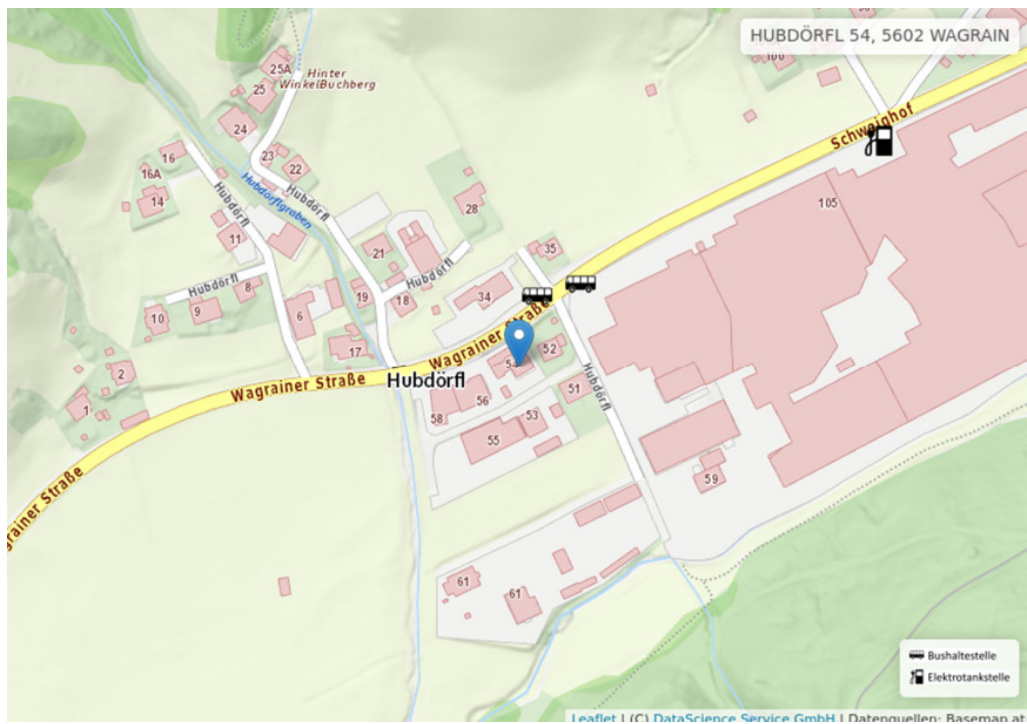 HUBDÖRFL 54, 5602 WAGRAIN
25A
Hinter
WinkelBuchberg
25
100
24
Schweighof
16
23
22
16A
Hubdörfl
Hubdörflgraben
Hubdörfl
14
28
105
11
21
35
Hubdörfl
Hubdörfl
8
19
18
34
10
9
6
Wagrainer Straße
17
54
52
2
Wagrainer Straße
Hubdörfl
51
Hubdörfl
56
1
58
53
55
59
grainer Straße
61
61
Bushaltestelle
Elektrotankstelle
Leaflet | (C) DataScience Service GmbH | Datenquellen: Basemap.at